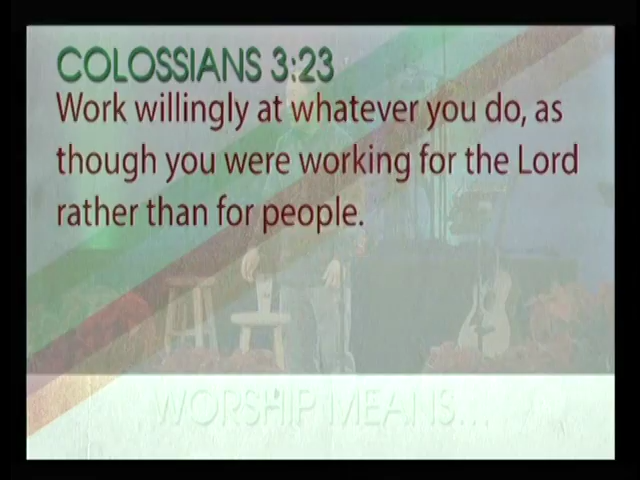 COLOSSIANS 3:23
Work willingly at whatever you do, as
though you were working for the Lord
rather than for people.
WORSHIP MEANS...